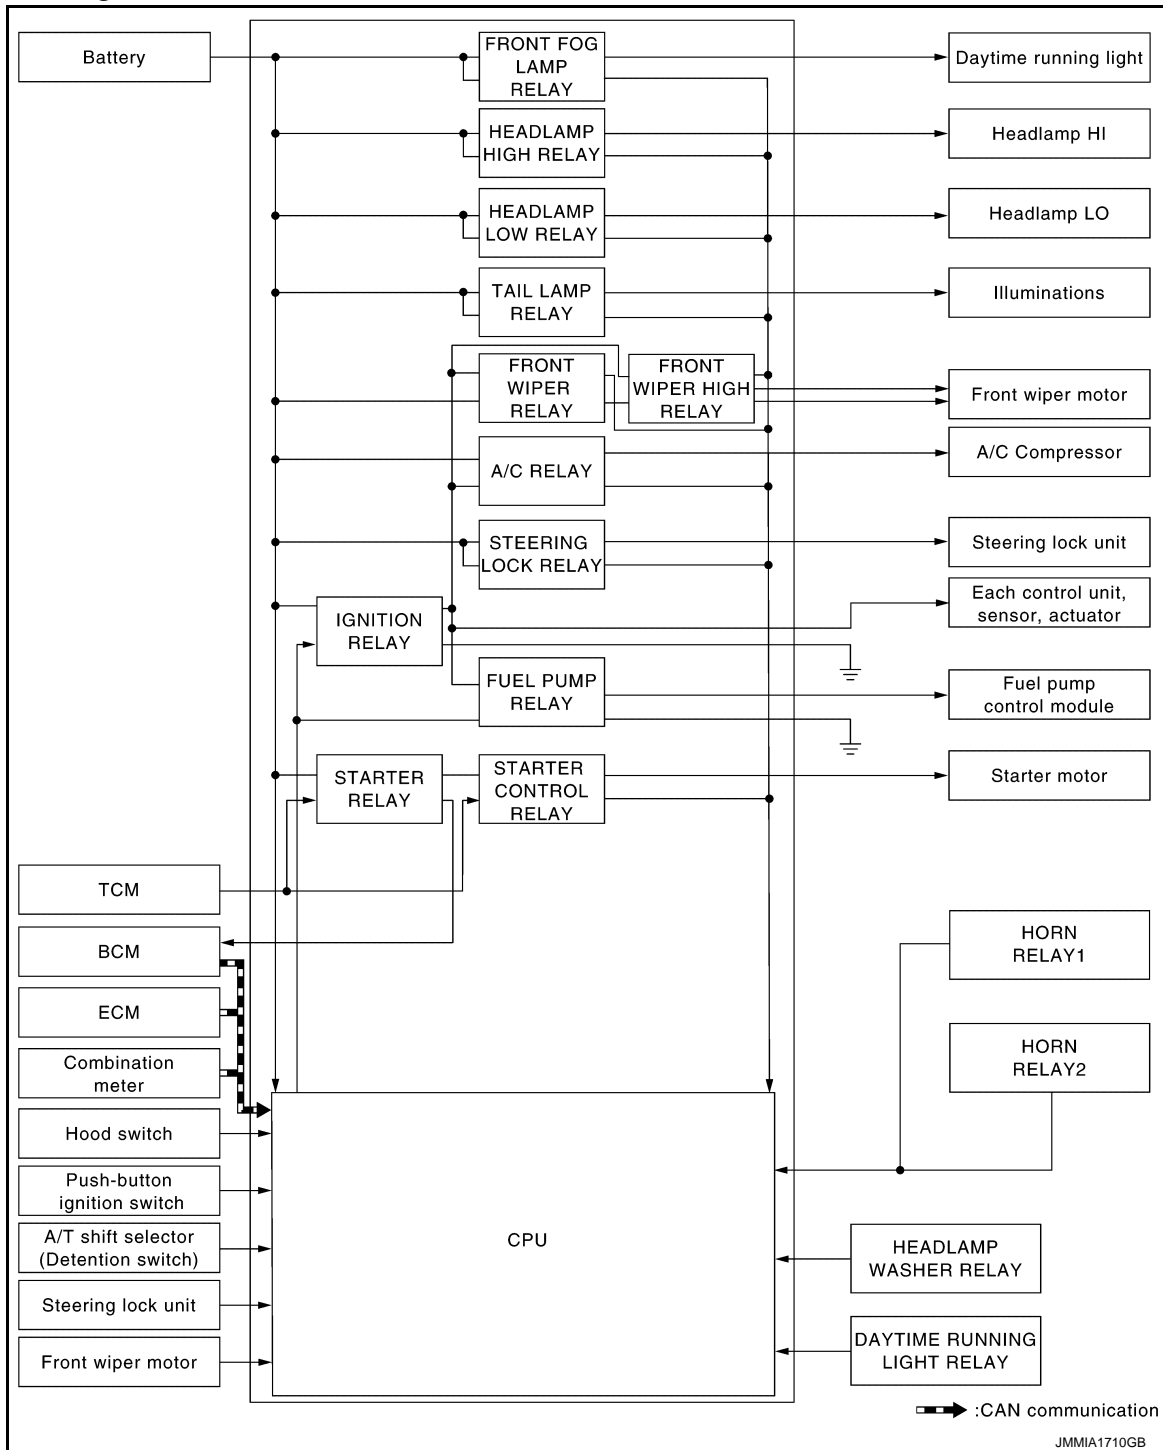 Battery
FRONT FOG
LAMP
RELAY
Daytime running light
HEADLAMP
HIGH RELAY
Headlamp HI
HEADLAMP
LOW RELAY
Headlamp LO
TAIL LAMP
RELAY
Illuminations
FRONT
WIPER
RELAY
FRONT
WIPER HIGH
RELAY
Front wiper motor
A/C RELAY
A/C Compressor
STEERING
LOCK RELAY
Steering lock unit
IGNITION
RELAY
Each control unit,
sensor, actuator
FUEL PUMP
RELAY
Fuel pump
control module
STARTER
RELAY
STARTER
CONTROL
RELAY
Starter motor
TCM
BCM
ECM
Combination
meter
Hood switch
Push-button
ignition switch
A/T shift selector
(Detention switch)
Steering lock unit
Front wiper motor
CPU
HORN
RELAY1
HORN
RELAY2
HEADLAMP
WASHER RELAY
DAYTIME RUNNING
LIGHT RELAY
:CAN communication
JMMIA1710GB